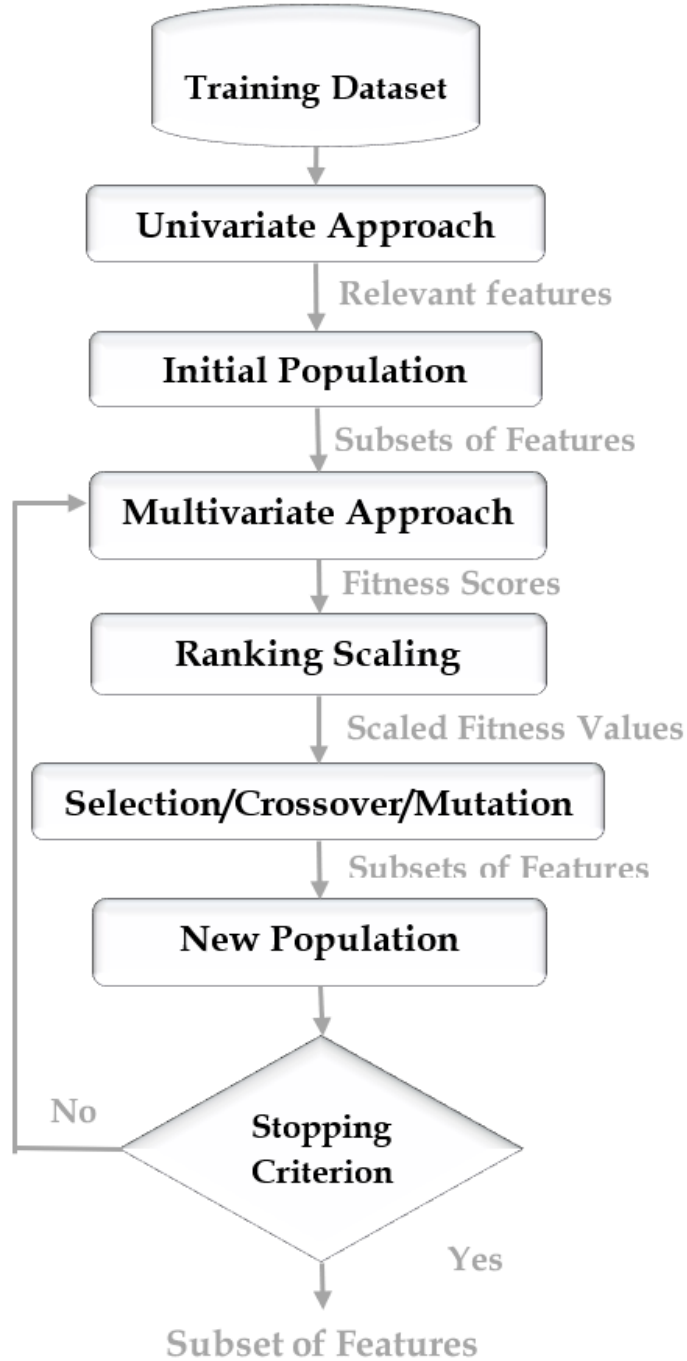 Training Dataset
Univariate Approach
Relevant features
Initial Population
Subsets of Features
Multivariate Approach
Fitness Scores
Ranking Scaling
Scaled Fitness Values
Selection/Crossover/Mutation
Subsets of Features
New Population
No
Stopping
Criterion
Yes
Subset of Features